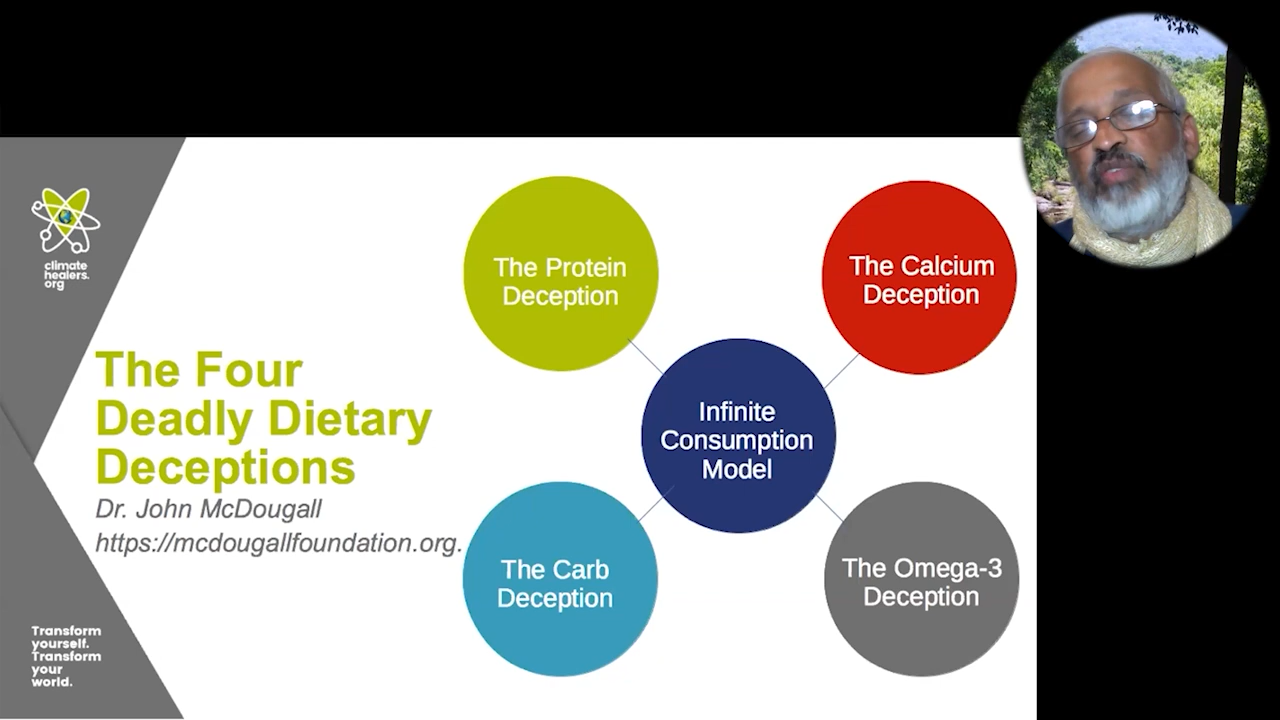 climate
healers.
org
The Four
Deadly Dietary
Deceptions
Dr. John McDougall
https://mcdougallfoundation.org.
Transform
yourself.
Transform
your
world.
The Protein
Deception
The Calcium
Deception
Infinite
Consumption
Model
The Carb
Deception
The Omega-3
Deception